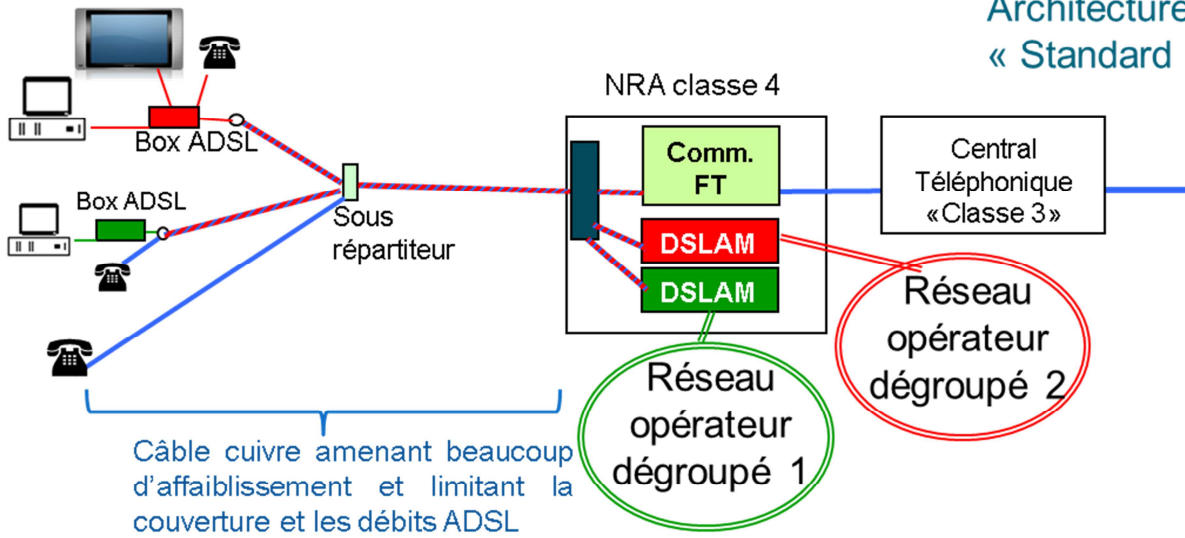 Architecture
« Standard
NRA classe 4
Box ADSL
Comm.
FT
Central
Téléphonique
«Classe 3»
Box ADSL
Sous
répartiteur
DSLAM
DSLAM
Réseau
opérateur
dégroupé 2
Réseau
opérateur
dégroupé 1
Câble cuivre amenant beaucoup
d’affaiblissement et limitant la
couverture et les débits ADSL